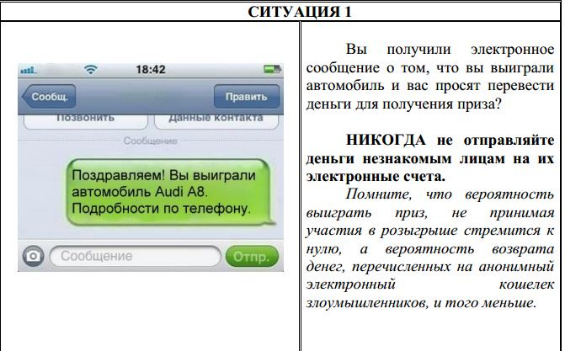 СИТУАЦИЯ 1
18:42
Сообщ.
Править
Позвонить
Данные контакта
Сообщение
Поздравляем! Вы выиграли
автомобиль Audi A8.
Подробности по телефону.
Сообщение
Отпр.
Вы получили электронное
сообщение о том, что вы выиграли
автомобиль и вас просят перевести
деньги для получения приза?
НИКОГДА не отправляйте
деньги незнакомым лицам на их
электронные счета.
Помните, что вероятность
выиграть приз, не принимая
участия в розыгрыше стремится к
нулю, а вероятность возврата
денег, перечисленных на анонимный
электронный кошелек
злоумышленников, и того меньше.